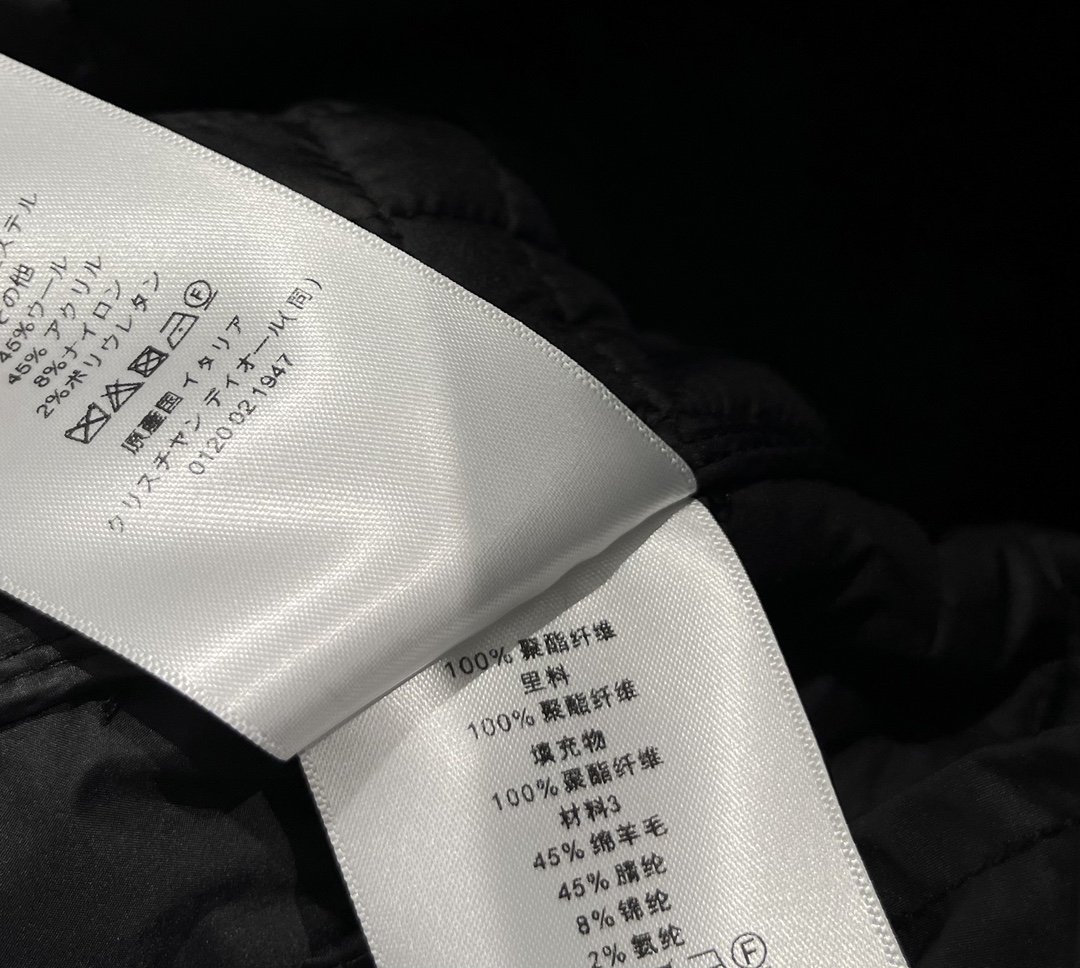 ステル
の他
45%ウール
45% アクリル
8%ナイロン
2%ポリウレタン
F
原産国 イタリア
クリスチャン ディオール(同)
0120 02 1947
100% 聚酯纤维
里料
100% 聚酯纤维
填充物
100% 聚酯纤维
材料3
45% 绵羊毛
45% 腈纶
8% 锦纶
2% 氨纶
F